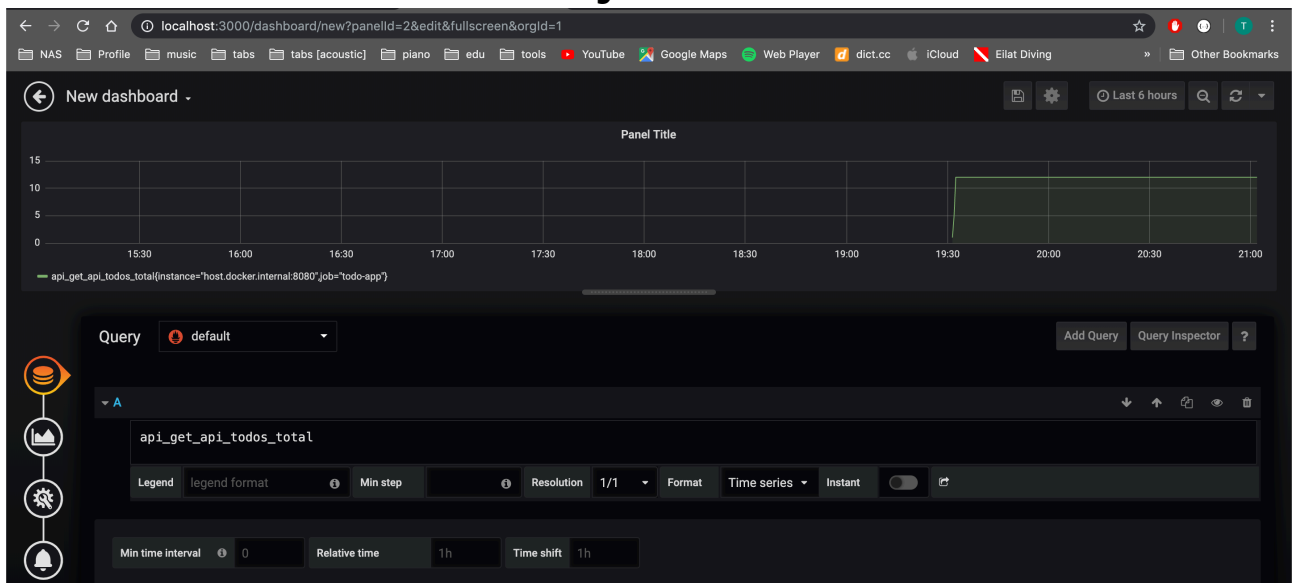 localhost:3000/dashboard/new?panelId=2&edit&fullscreen&orgId=1
T
NAS Profile music tabs tabs [acoustic] piano edu tools YouTube Google Maps Web Player d dict.cc iCloud Eilat Diving » Other Bookmarks
New dashboard Last 6 hours
Panel Title
15
10
5
0
15:30 16:00 16:30 17:00 17:30 18:00 18:30 19:00 19:30 20:00 20:30 21:00
api_get_api_todos_total{instance="host.docker.internal:8080",job="todo-app"}
Query default Add Query Query Inspector ?
A
api_get_api_todos_total
Legend legend format Min step Resolution 1/1 Format Time series Instant
Min time interval 0 Relative time 1h Time shift 1h